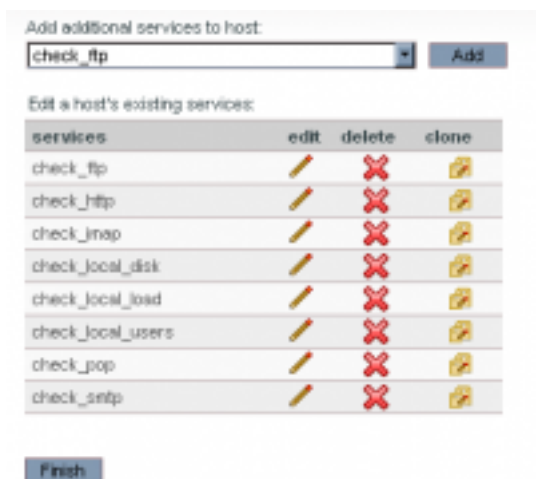 Add additional services to host:
check_ftp Add
Edit a host's existing services:
services edit delete clone
check_ftp
check_http
check_imap
check_local_disk
check_local_load
check_local_users
check_pop
check_smtp
Finish